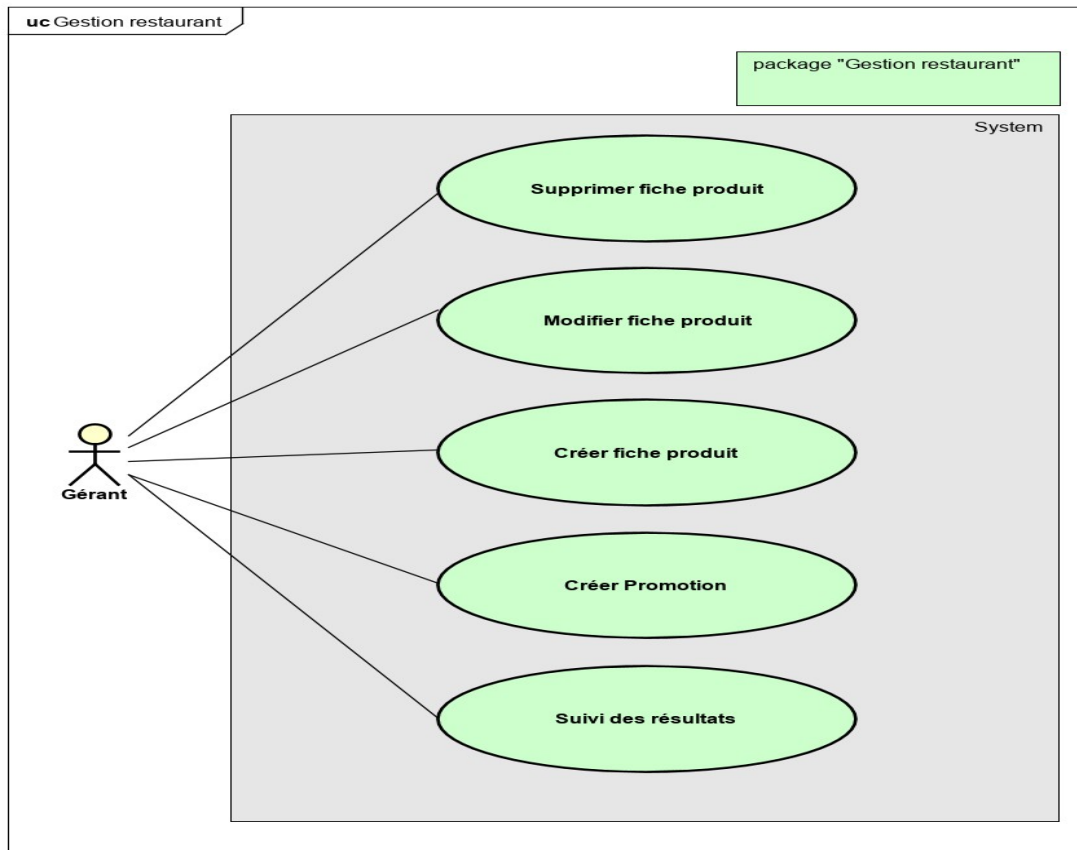 uc Gestion restaurant
package "Gestion restaurant"
System
Supprimer fiche produit
Modifier fiche produit
Créer fiche produit
Gérant
Créer Promotion
Suivi des résultats